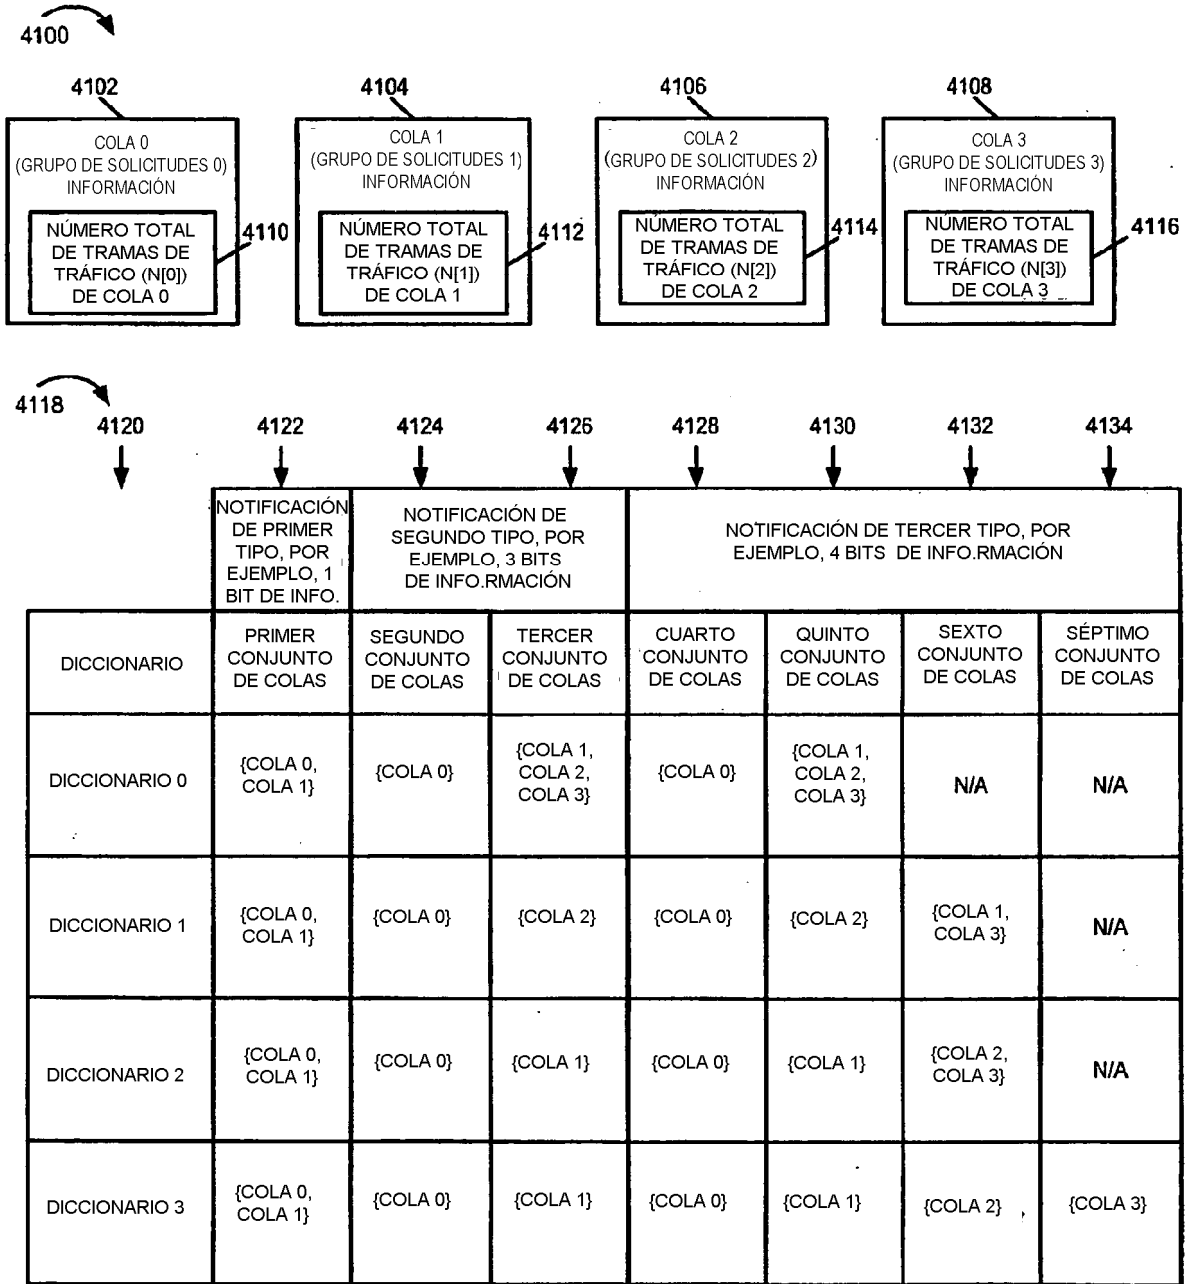 4100
4102
4104
4106
4108
COLA 0
(GRUPO DE SOLICITUDES 0)
INFORMACIÓN
NÚMERO TOTAL
DE TRAMAS DE
TRÁFICO (N[0])
DE COLA 0
4110
COLA 1
(GRUPO DE SOLICITUDES 1)
INFORMACIÓN
NÚMERO TOTAL
DE TRAMAS DE
TRÁFICO (N[1])
DE COLA 1
4112
COLA 2
(GRUPO DE SOLICITUDES 2)
INFORMACIÓN
NÚMERO TOTAL
DE TRAMAS DE
TRÁFICO (N[2])
DE COLA 2
4114
COLA 3
(GRUPO DE SOLICITUDES 3)
INFORMACIÓN
NÚMERO TOTAL
DE TRAMAS DE
TRÁFICO (N[3])
DE COLA 3
4116
4118
4120
4122
4124
4126
4128
4130
4132
4134
NOTIFICACIÓN
DE PRIMER
TIPO, POR
EJEMPLO, 1
BIT DE INFO.
NOTIFICACIÓN DE
SEGUNDO TIPO, POR
EJEMPLO, 3 BITS
DE INFO.RMACIÓN
NOTIFICACIÓN DE TERCER TIPO, POR
EJEMPLO, 4 BITS DE INFO.RMACIÓN
DICCIONARIO
PRIMER
CONJUNTO
DE COLAS
SEGUNDO
CONJUNTO
DE COLAS
TERCER
CONJUNTO
DE COLAS
CUARTO
CONJUNTO
DE COLAS
QUINTO
CONJUNTO
DE COLAS
SEXTO
CONJUNTO
DE COLAS
SÉPTIMO
CONJUNTO
DE COLAS
DICCIONARIO 0
{COLA 0,
COLA 1}
{COLA 0}
{COLA 1,
COLA 2,
COLA 3}
{COLA 0}
{COLA 1,
COLA 2,
COLA 3}
N/A
N/A
DICCIONARIO 1
{COLA 0,
COLA 1}
{COLA 0}
{COLA 2}
{COLA 0}
{COLA 2}
{COLA 1,
COLA 3}
N/A
DICCIONARIO 2
{COLA 0,
COLA 1}
{COLA 0}
{COLA 1}
{COLA 0}
{COLA 1}
{COLA 2,
COLA 3}
N/A
DICCIONARIO 3
{COLA 0,
COLA 1}
{COLA 0}
{COLA 1}
{COLA 0}
{COLA 1}
{COLA 2}
{COLA 3}